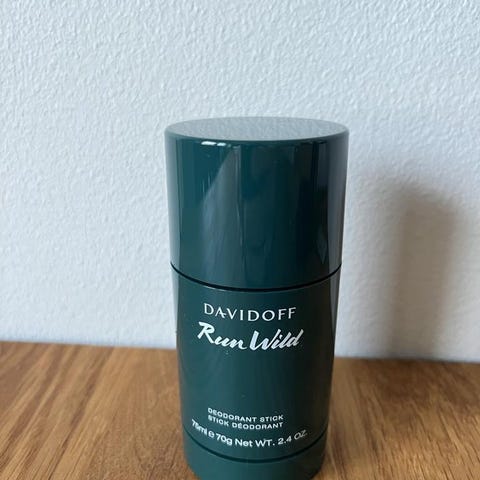 DAVIDOFF
Run Wild
DEODORANT STICK
STICK DÉODORANT
75ml e 70g Net WT. 2.4 OZ.